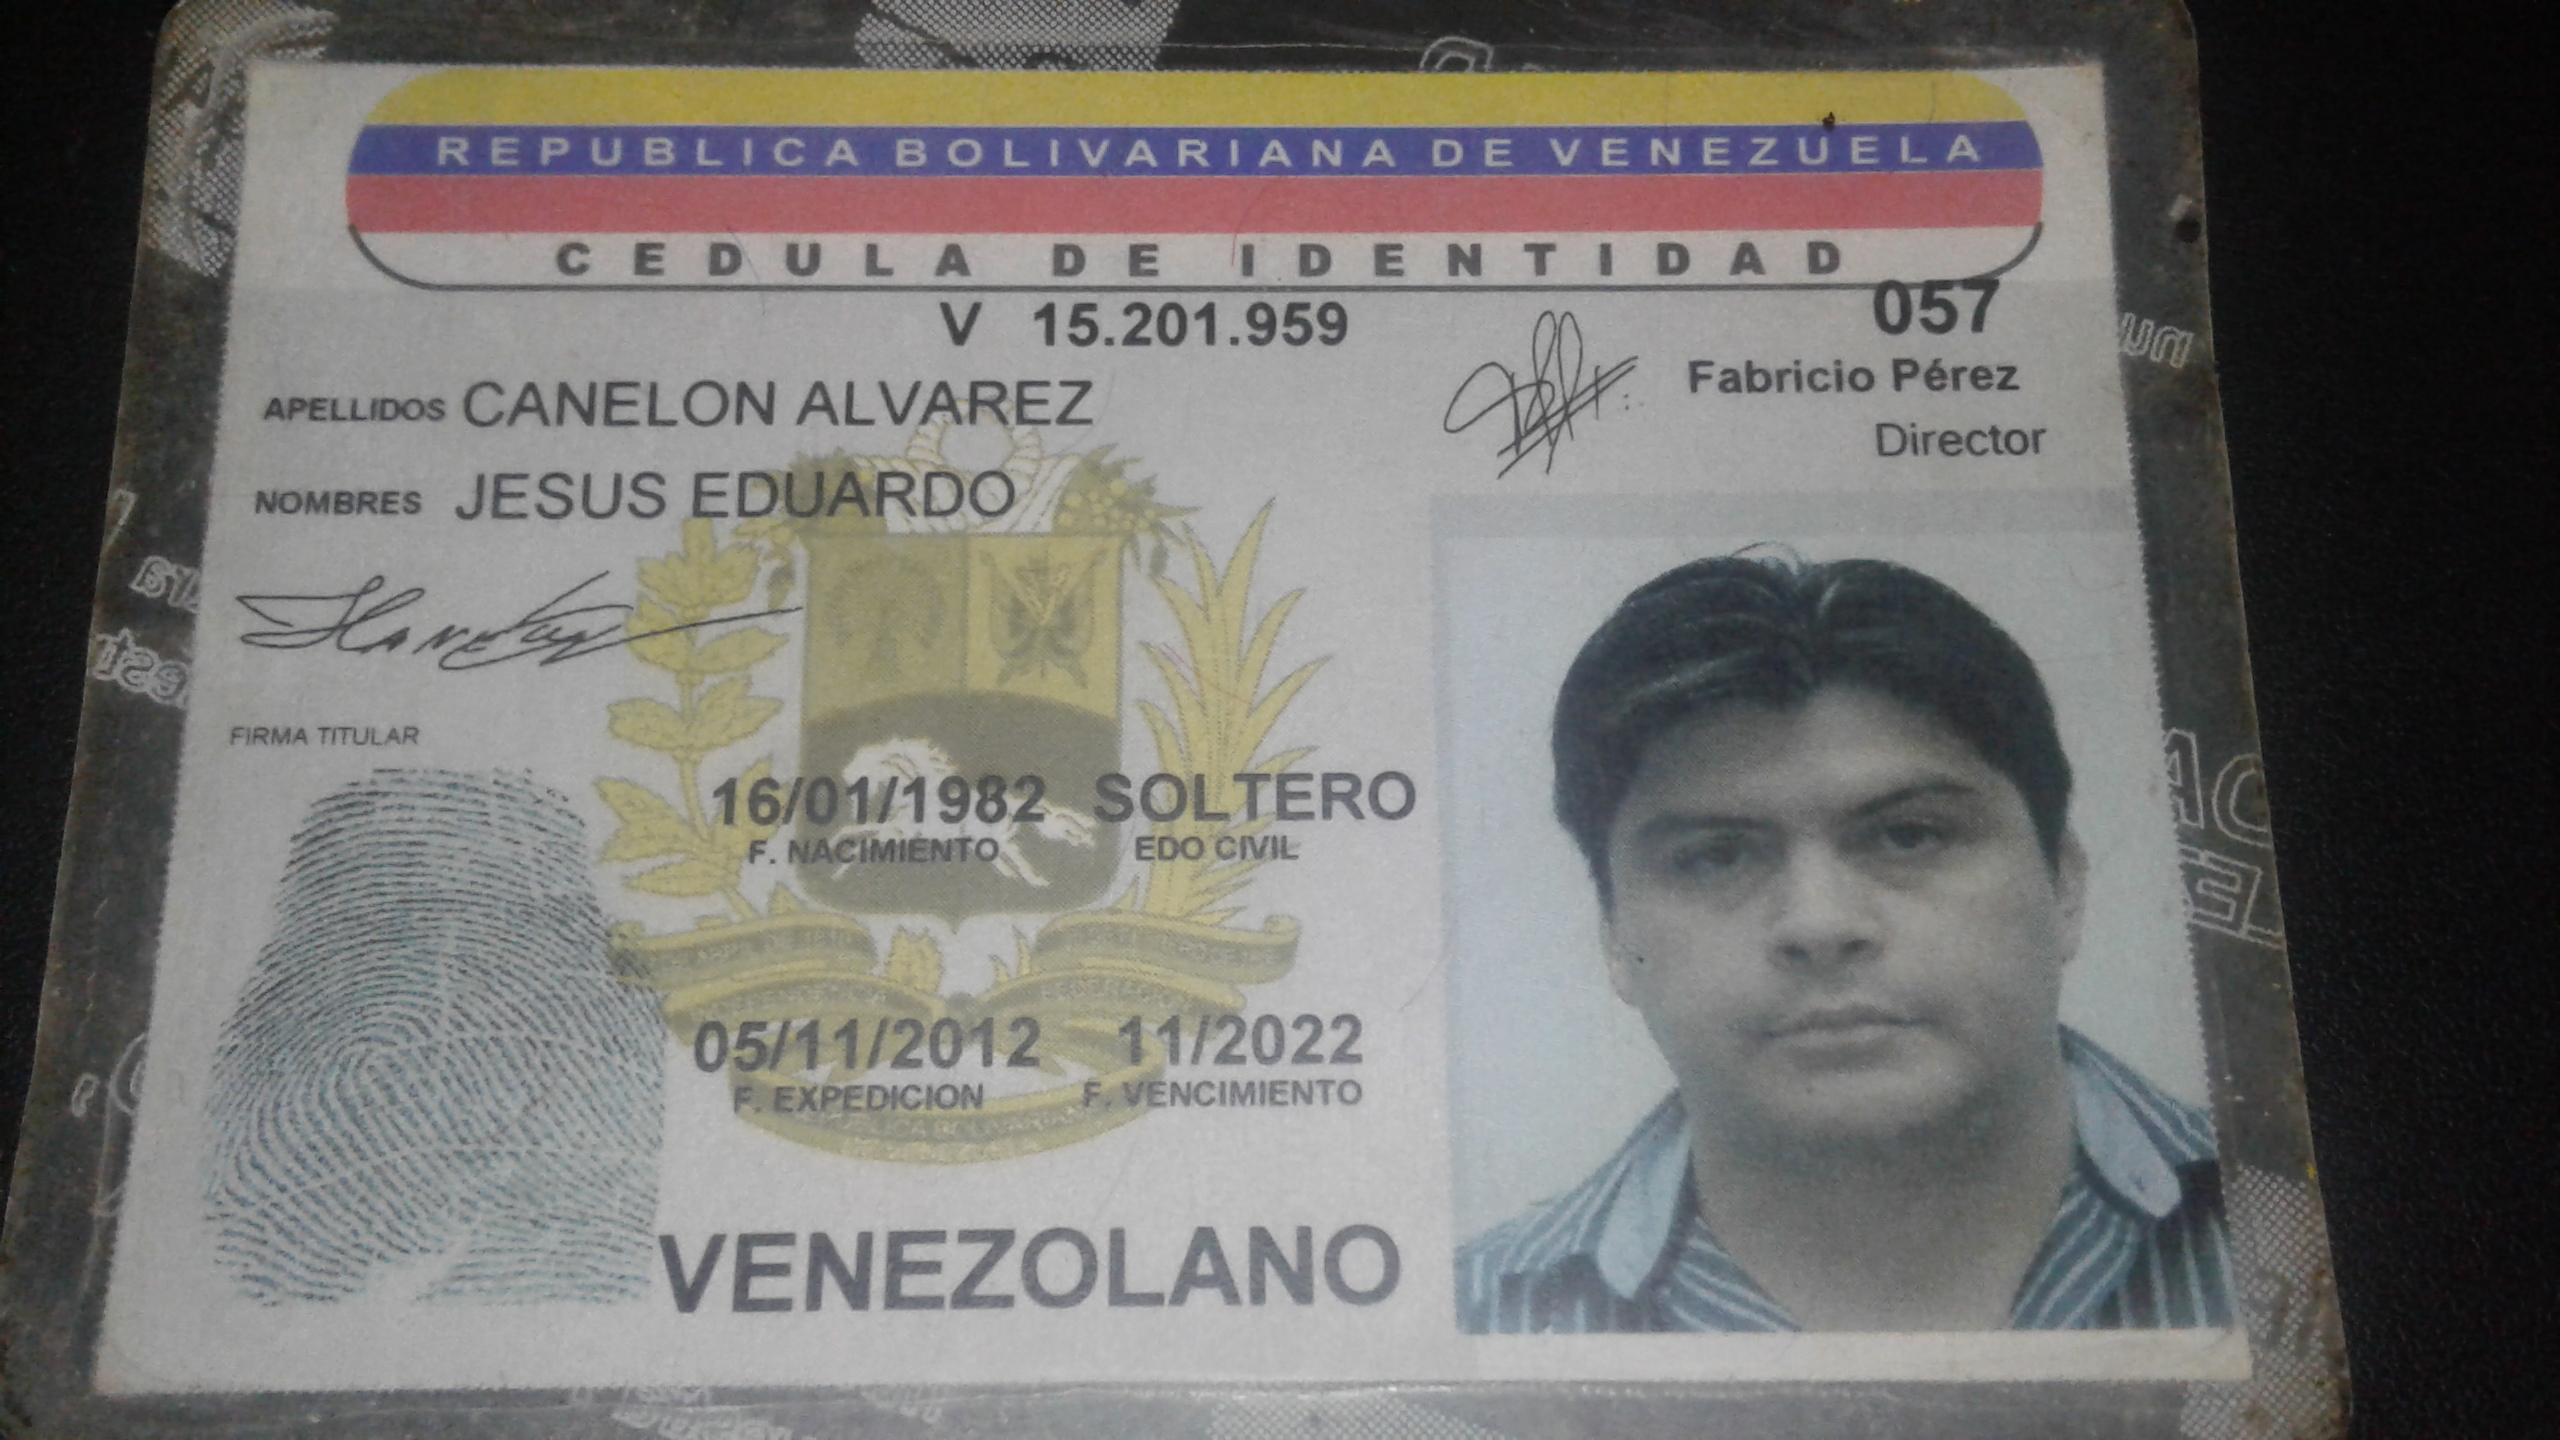 REPUBLICA BOLIVARIANA DE VENEZUELA
CEDULA DE IDENTIDAD
V 15.201.959
057
APELLIDOS CANELON ALVAREZ
NOMBRES JESUS EDUARDO
Fabricio Pérez
Director
FIRMA TITULAR
16/01/1982 SOLTERO
F. NACIMIENTO EDO CIVIL
05/11/2012 11/2022
F. EXPEDICION F. VENCIMIENTO
VENEZOLANO